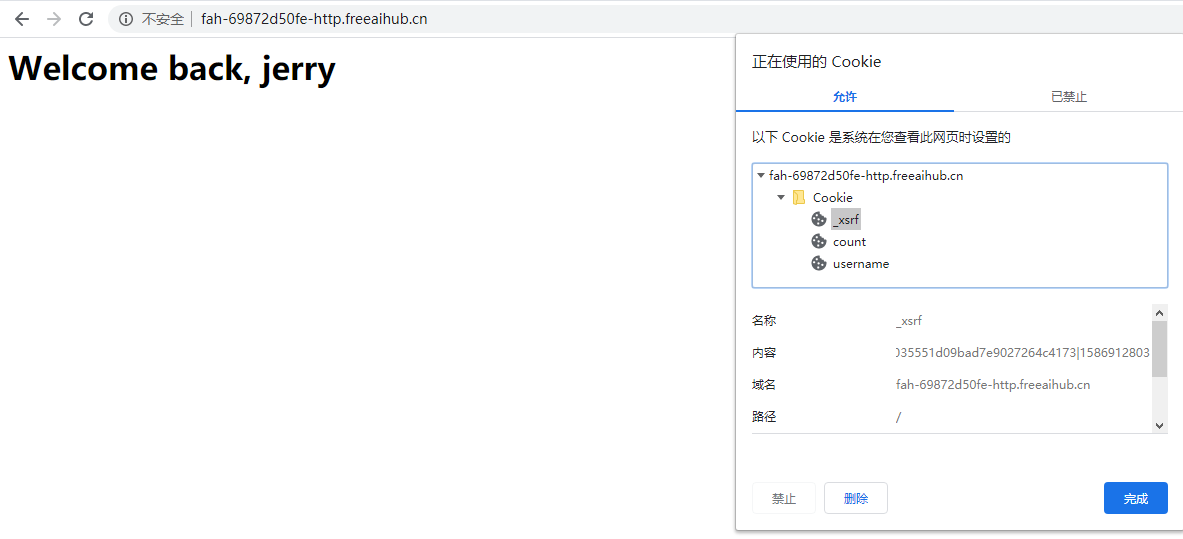 不安全 fah-69872d50fe-http.freeaihub.cn
Welcome back, jerry
正在使用的 Cookie
允许 已禁止
以下 Cookie 是系统在您查看此网页时设置的
fah-69872d50fe-http.freeaihub.cn
Cookie
_xsrf
count
username
名称 _xsrf
内容 035551d09bad7e9027264c4173|1586912803
域名 fah-69872d50fe-http.freeaihub.cn
路径 /
禁止 删除 完成